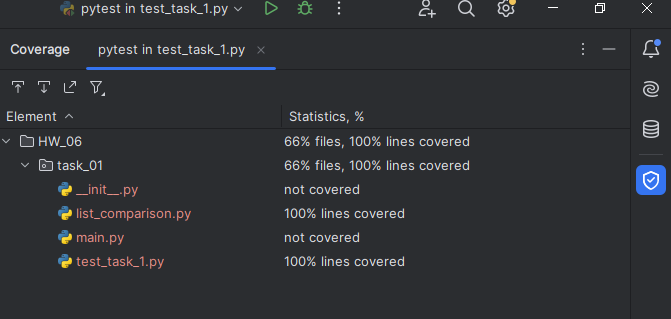 pytest in test_task_1.py
Coverage pytest in test_task_1.py
Element Statistics, %
HW_06 66% files, 100% lines covered
task_01 66% files, 100% lines covered
__init__.py not covered
list_comparison.py 100% lines covered
main.py not covered
test_task_1.py 100% lines covered